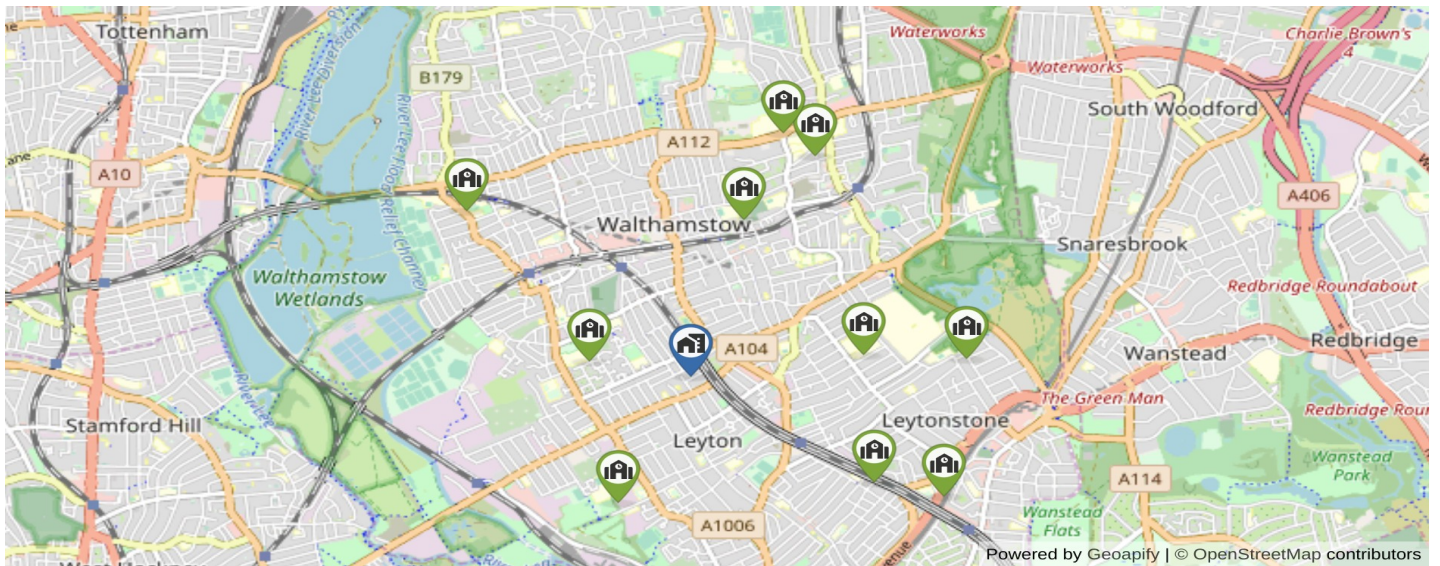 Tottenham
Waterworks
Charlie Brown's
4
B179
Waterworks
South Woodford
A112
A10
A406
Walthamstow
Snaresbrook
Walthamstow
Wetlands
Redbridge Roundabout
A104
Wanstead
Redbridge
The Green Man
Redbridge Rour
Stamford Hill
Leyton
Leytonstone
Wanstead
Park
A114
Wanstead
Flats
A1006
Powered by Geoapify | © OpenStreetMap contributors